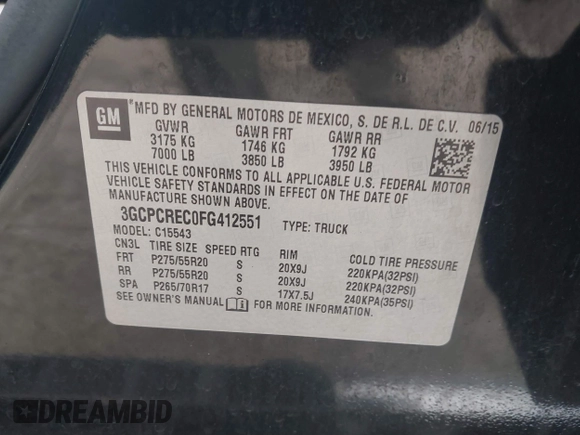 GM
*MFD BY GENERAL MOTORS DE MEXICO, S. DE R.L. DE C.V. 06/15
GVWR GAWR FRT GAWR RR
3175 KG 1746 KG 1792 KG
7000 LB 3850 LB 3950 LB
THIS VEHICLE CONFORMS TO ALL APPLICABLE U.S. FEDERAL MOTOR
VEHICLE SAFETY STANDARDS IN EFFECT ON THE DATE OF
MANUFACTURE SHOWN ABOVE.
3GCPCREC0FG412551 TYPE: TRUCK
MODEL: C15543
CN3L TIRE SIZE SPEED RTG RIM COLD TIRE PRESSURE
FRT P275/55R20 S 20X9J 220KPA(32PSI)
RR P275/55R20 S 20X9J 220KPA(32PSI)
SPA P265/70R17 S 17X7.5J 240KPA(35PSI)
SEE OWNER'S MANUAL FOR MORE INFORMATION.
DREAMBID